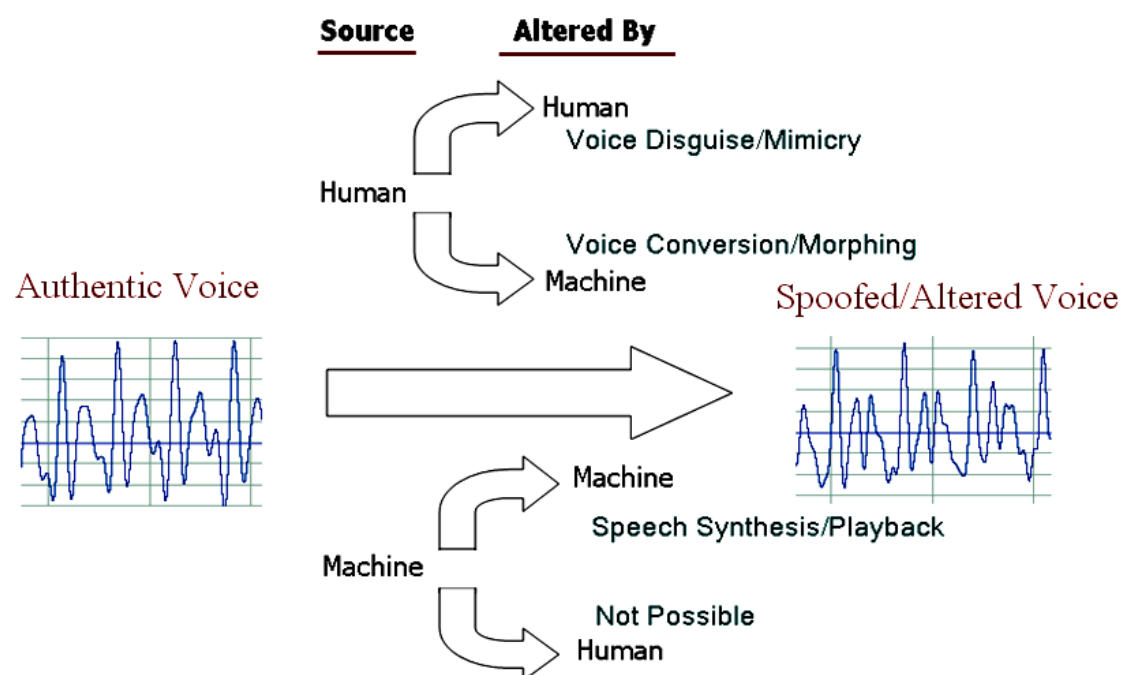 Source Altered By
Human
Voice Disguise/Mimicry
Human
Voice Conversion/Morphing
Machine
Authentic Voice
Spoofed/Altered Voice
Machine
Speech Synthesis/Playback
Machine
Not Possible
Human